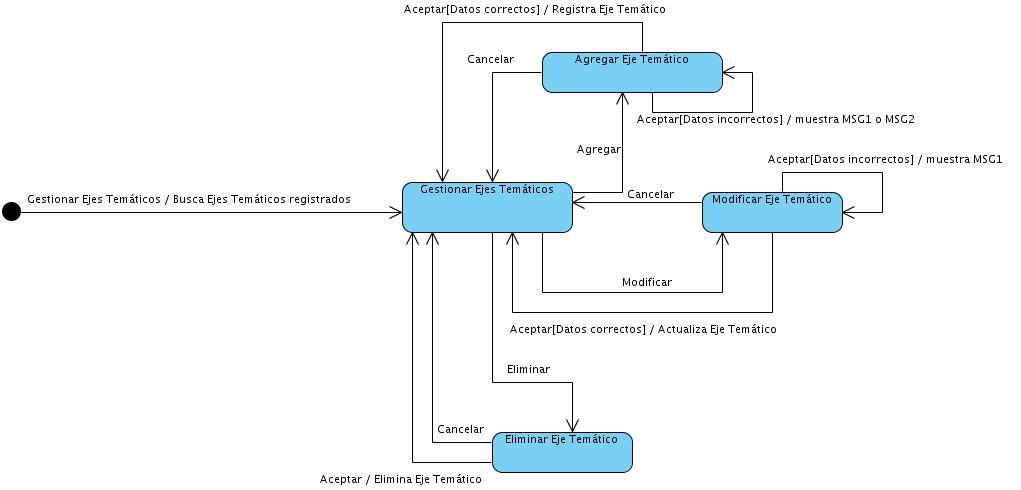 Aceptar[Datos correctos] / Registra Eje Temático
Cancelar
Agregar Eje Temático
Aceptar[Datos incorrectos] / muestra MSG1 o MSG2
Agregar
Aceptar[Datos incorrectos] / muestra MSG1
Gestionar Ejes Temáticos
Cancelar
Modificar Eje Temático
Gestionar Ejes Temáticos / Busca Ejes Temáticos registrados
Modificar
Aceptar[Datos correctos] / Actualiza Eje Temático
Eliminar
Cancelar
Eliminar Eje Temático
Aceptar / Elimina Eje Temático